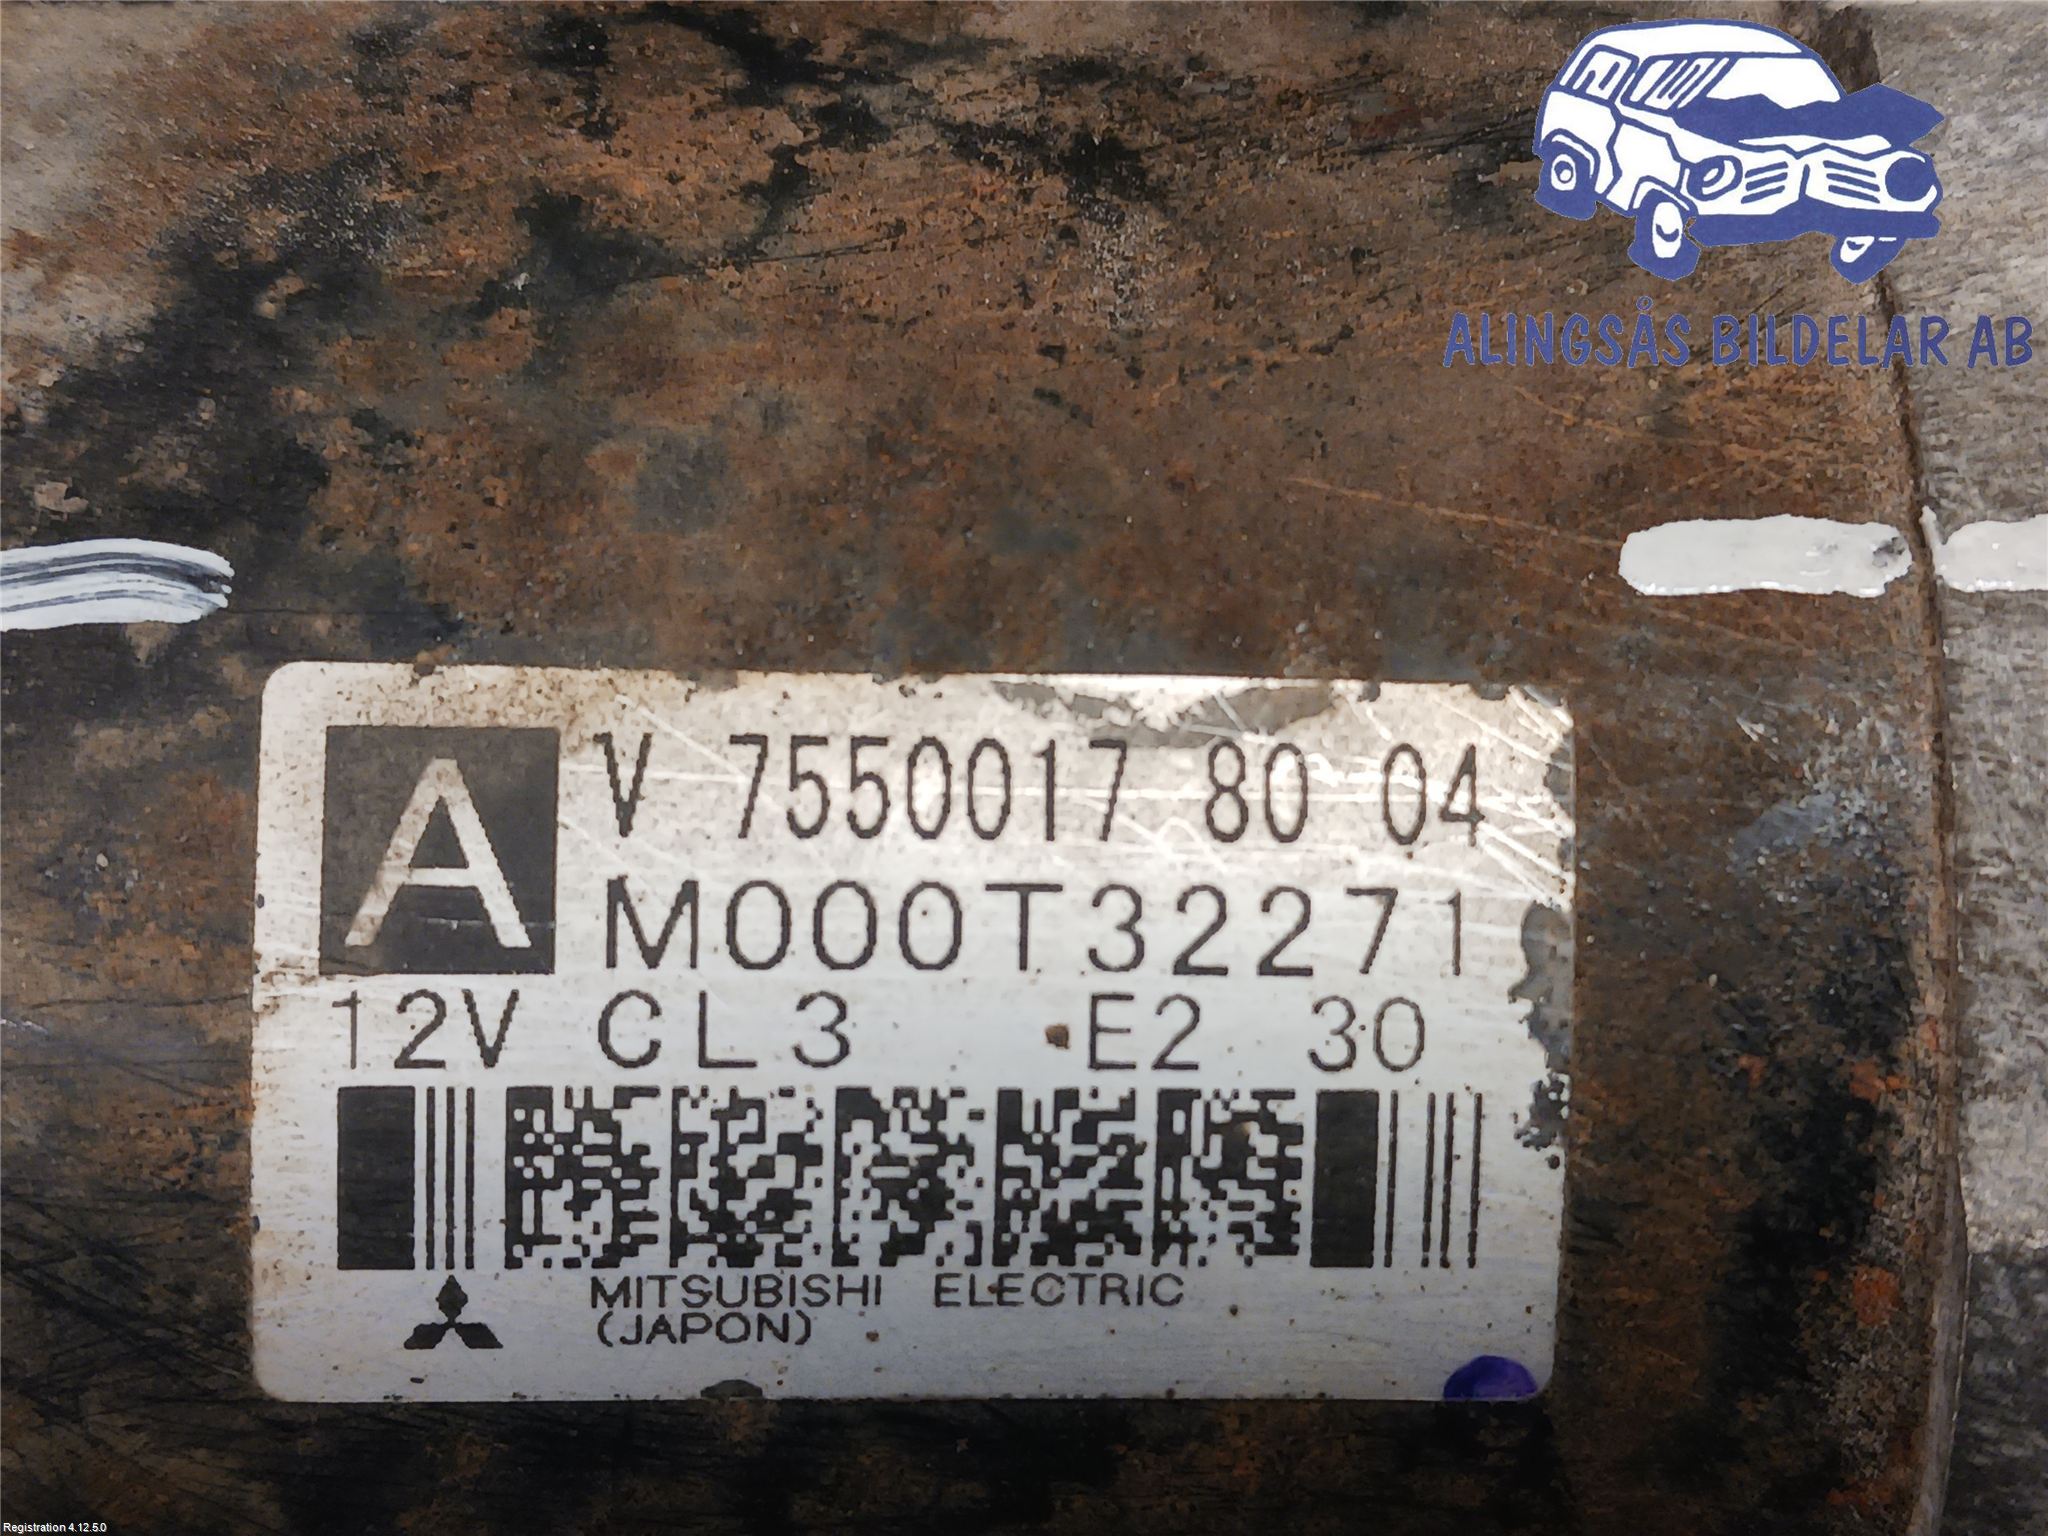 ALINGSÅS BILDELAR AB
A
V 7550017 80 04
M000T32271
12V CL3 E2 30
MITSUBISHI ELECTRIC
(JAPON)
Registration 4.12.5.0